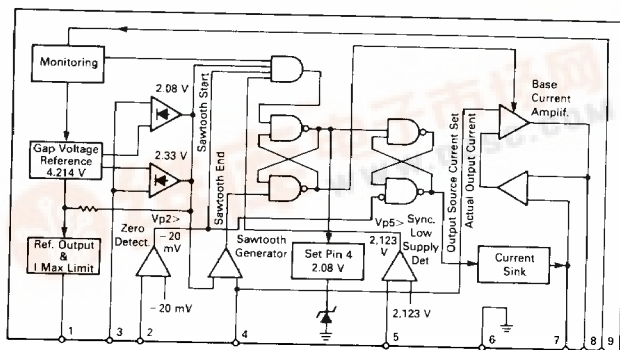 Monitoring
Gap Voltage
Reference
4.214 V
Ref. Output
&
I Max Limit
2.08 V
2.33 V
Vp2>
Zero
Detect.
-20
mV
-20 mV
Sawtooth Start
Sawtooth End
Sawtooth
Generator
Set Pin 4
2.08 V
Vp5>
2.123
V
Sync.
Low
Supply
Det
2.123 V
Output Source Current Set
Actual Output Current
Base
Current
Amplif.
Current
Sink
1
3
2
4
5
6
7
8
9